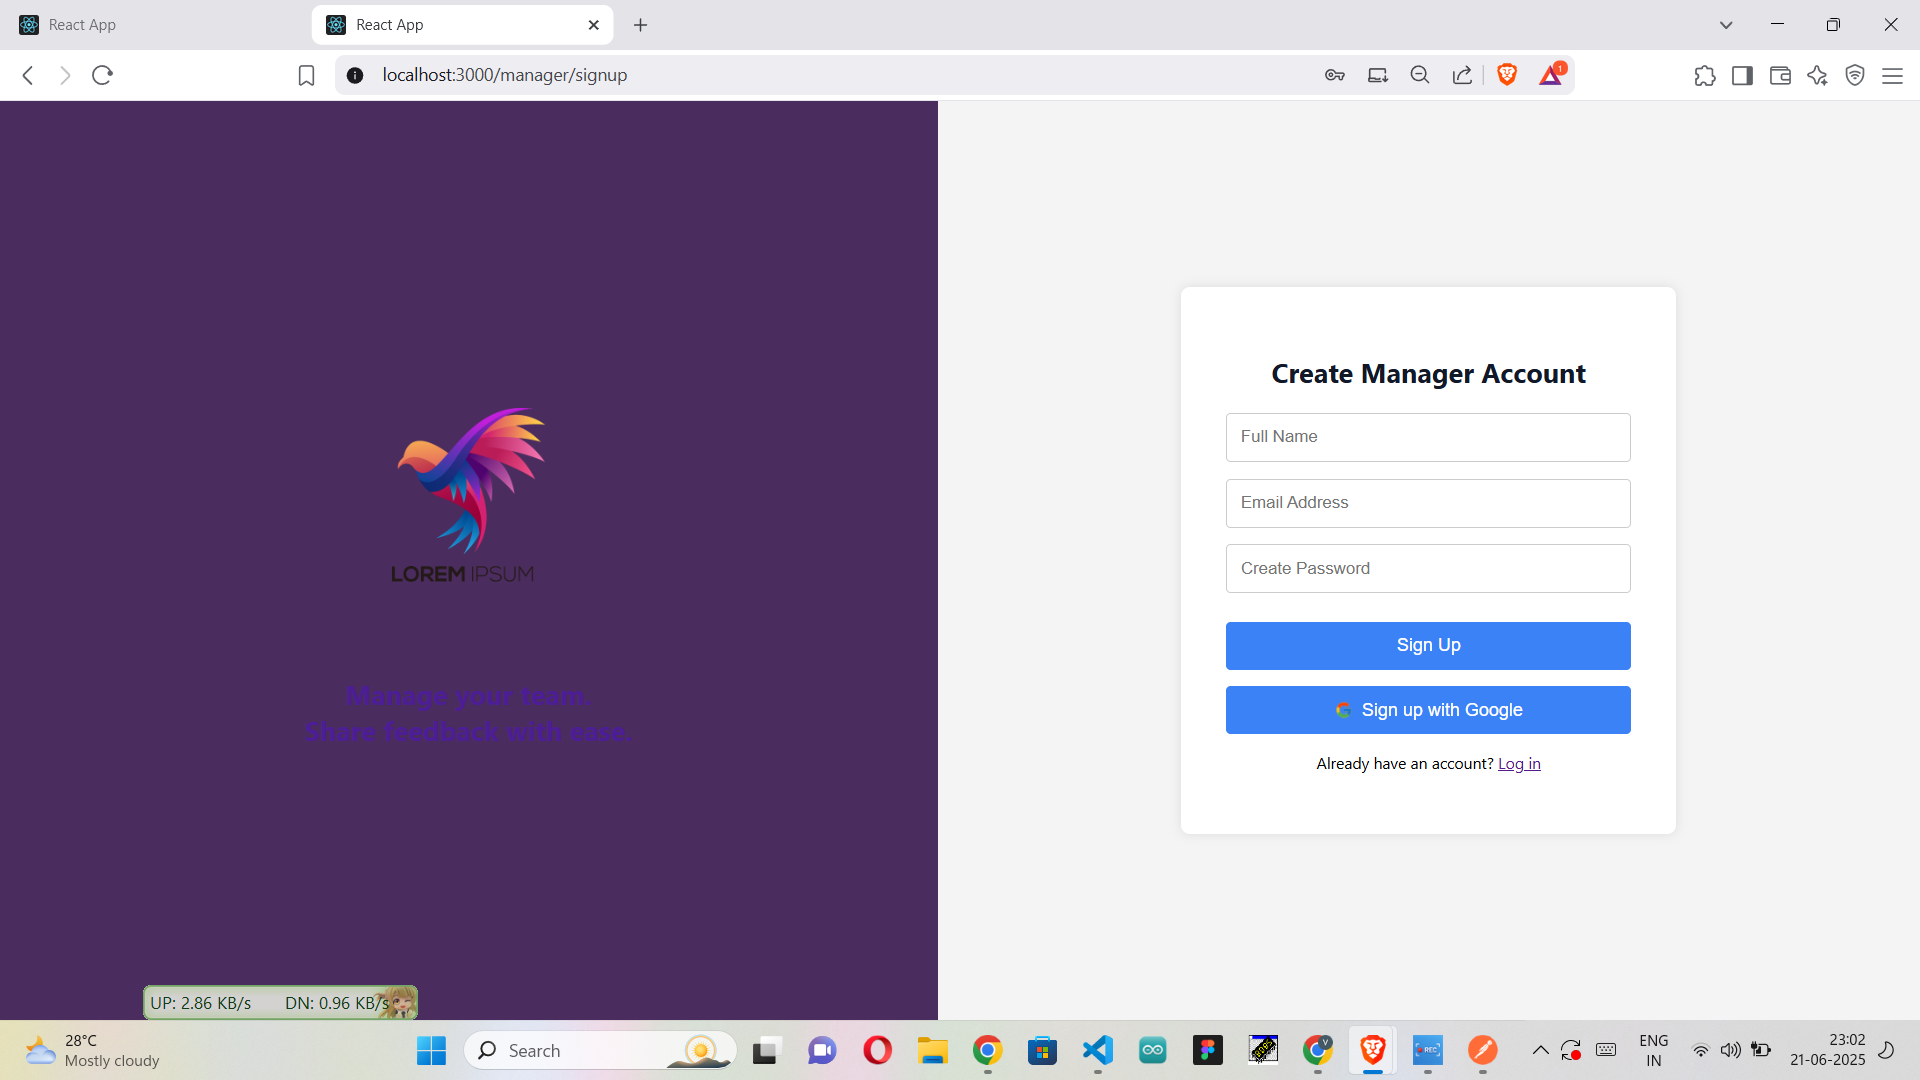 React App
React App
localhost:3000/manager/signup
1
LOREM IPSUM
Manage your team.
Share feedback with ease.
Create Manager Account
Full Name
Email Address
Create Password
Sign Up
Sign up with Google
Already have an account? Log in
UP: 2.86 KB/s DN: 0.96 KB/s
28°C
Mostly cloudy
Search
V
REC
ENG
IN
23:02
21-06-2025